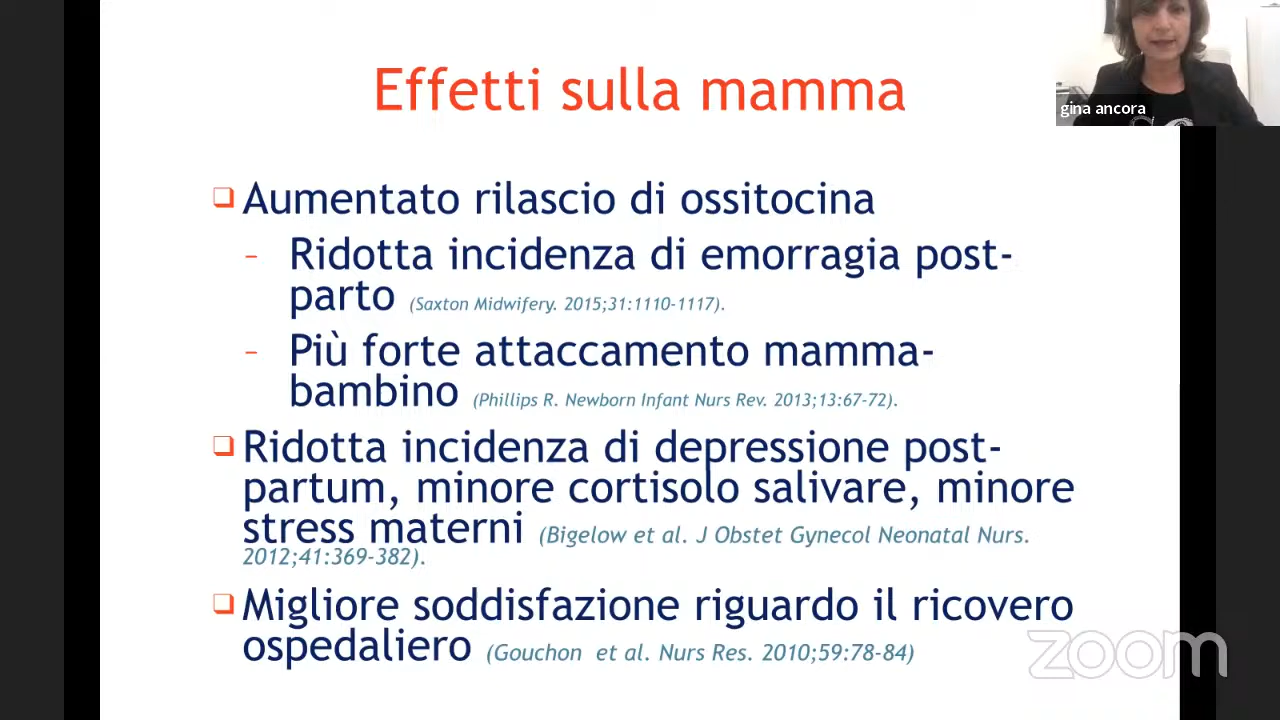 Effetti sulla mamma
gina ancora
❑ Aumentato rilascio di ossitocina
– Ridotta incidenza di emorragia post-
parto (Saxton Midwifery. 2015;31:1110-1117).
– Più forte attaccamento mamma-
bambino (Phillips R. Newborn Infant Nurs Rev. 2013;13:67-72).
❑ Ridotta incidenza di depressione post-
partum, minore cortisolo salivare, minore
stress materni (Bigelow et al. J Obstet Gynecol Neonatal Nurs.
2012;41:369-382).
❑ Migliore soddisfazione riguardo il ricovero
ospedaliero (Gouchon et al. Nurs Res. 2010;59:78-84)
zoom